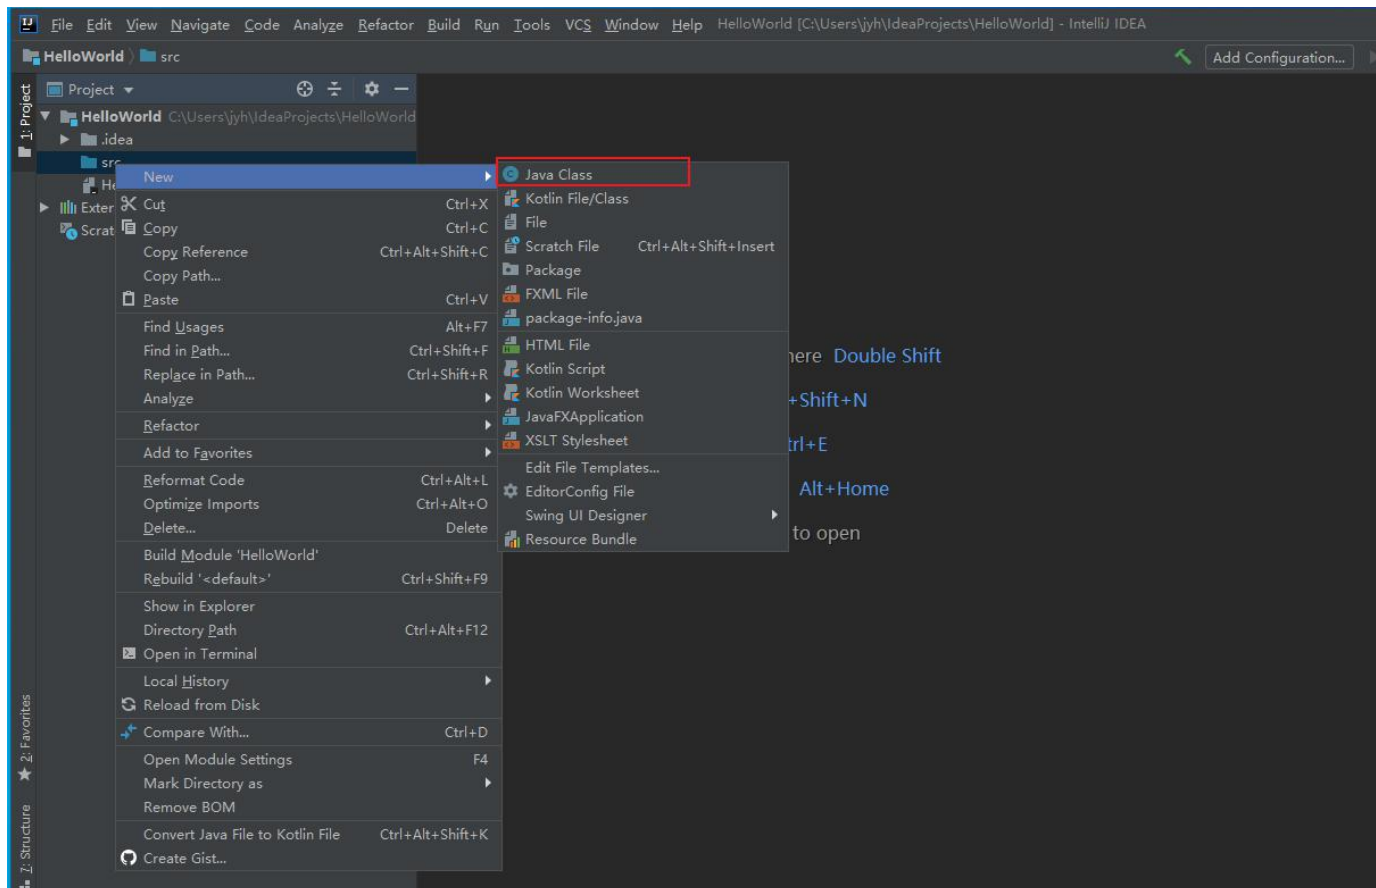 File Edit View Navigate Code Analyze Refactor Build Run Tools VCS Window Help HelloWorld [C:\Users\jyh\IdeaProjects\HelloWorld] - IntelliJ IDEA
HelloWorld src
Add Configuration...
1: Project
Project
HelloWorld C:\Users\jyh\IdeaProjects\HelloWorld
.idea
src
He
Exter
Scrat
New
Cut Ctrl+X
Copy Ctrl+C
Copy Reference Ctrl+Alt+Shift+C
Copy Path...
Paste Ctrl+V
Find Usages Alt+F7
Find in Path... Ctrl+Shift+F
Replace in Path... Ctrl+Shift+R
Analyze
Refactor
Add to Favorites
Reformat Code Ctrl+Alt+L
Optimize Imports Ctrl+Alt+O
Delete... Delete
Build Module 'HelloWorld'
Rebuild '<default>' Ctrl+Shift+F9
Show in Explorer
Directory Path Ctrl+Alt+F12
Open in Terminal
Local History
Reload from Disk
Compare With... Ctrl+D
Open Module Settings F4
Mark Directory as
Remove BOM
Convert Java File to Kotlin File Ctrl+Alt+Shift+K
Create Gist...
Java Class
Kotlin File/Class
File
Scratch File Ctrl+Alt+Shift+Insert
Package
FXML File
package-info.java
HTML File
Kotlin Script
Kotlin Worksheet
JavaFXApplication
XSLT Stylesheet
Edit File Templates...
EditorConfig File
Swing UI Designer
Resource Bundle
here Double Shift
+Shift+N
trl+E
Alt+Home
to open
2: Favorites
7: Structure